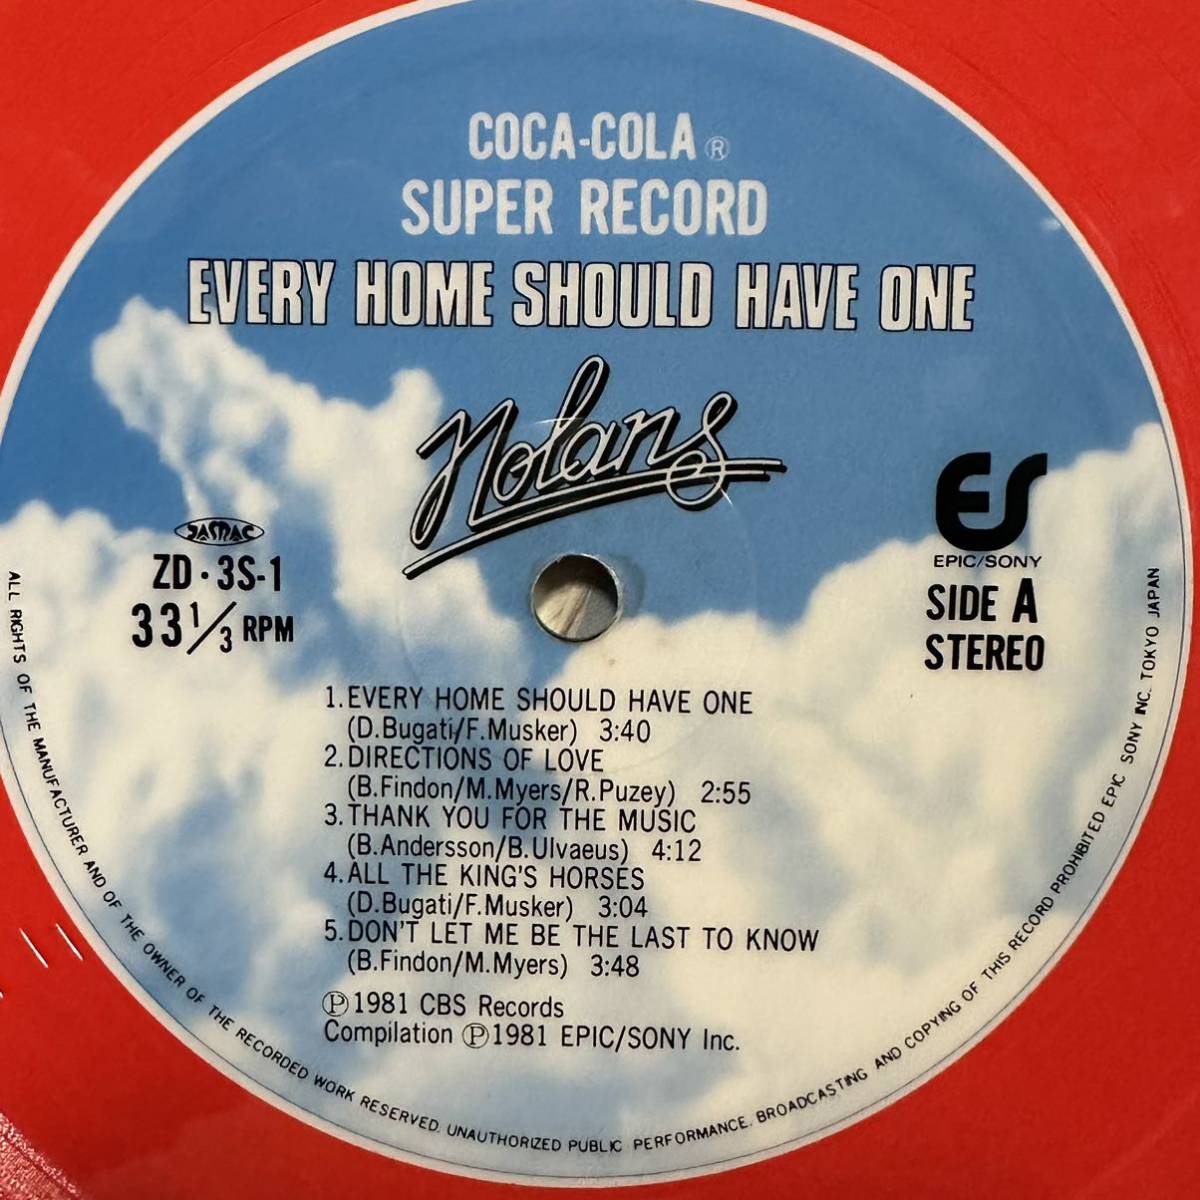 COCA-COLA ®
SUPER RECORD
EVERY HOME SHOULD HAVE ONE
Nolans
JASRAC
ZD・3S-1
33 1/3 RPM
ES
EPIC/SONY
SIDE A
STEREO
1. EVERY HOME SHOULD HAVE ONE
(D.Bugati/F.Musker) 3:40
2. DIRECTIONS OF LOVE
(B.Findon/M.Myers/R.Puzey) 2:55
3. THANK YOU FOR THE MUSIC
(B.Andersson/B.Ulvaeus) 4:12
4. ALL THE KING'S HORSES
(D.Bugati/F.Musker) 3:04
5. DON'T LET ME BE THE LAST TO KNOW
(B.Findon/M.Myers) 3:48
Ⓟ1981 CBS Records
Compilation Ⓟ1981 EPIC/SONY Inc.
ALL RIGHTS OF THE MANUFACTURER AND OF THE OWNER OF THE RECORDED WORK RESERVED. UNAUTHORIZED PUBLIC PERFORMANCE. BROADCASTING AND COPYING OF THIS RECORD PROHIBITED EPIC SONY INC. TOKYO JAPAN